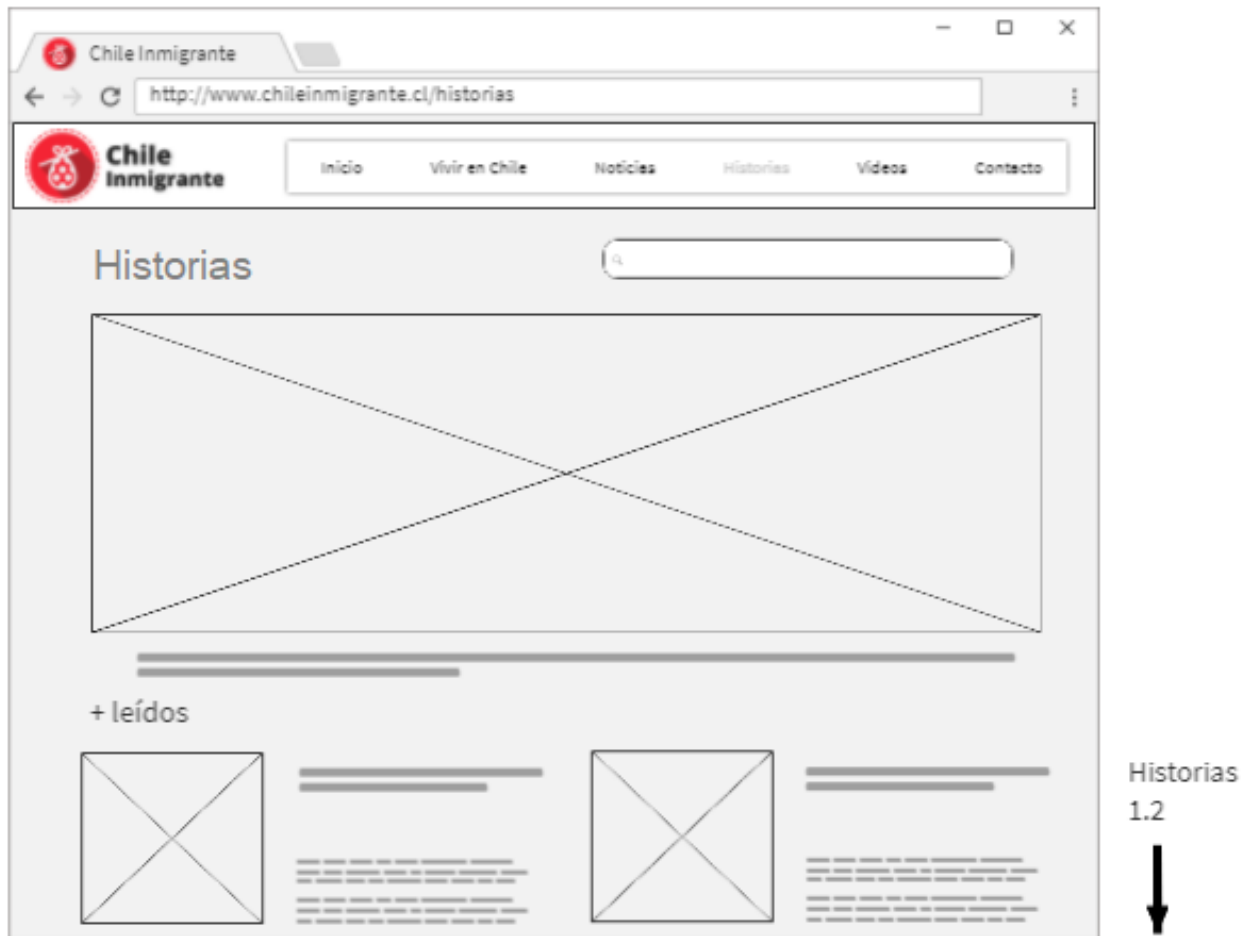 Chile Inmigrante
http://www.chileinmigrante.cl/historias
Chile
Inmigrante
Inicio Vivir en Chile Noticias Historias Videos Contacto
Historias
+ leídos
Historias
1.2